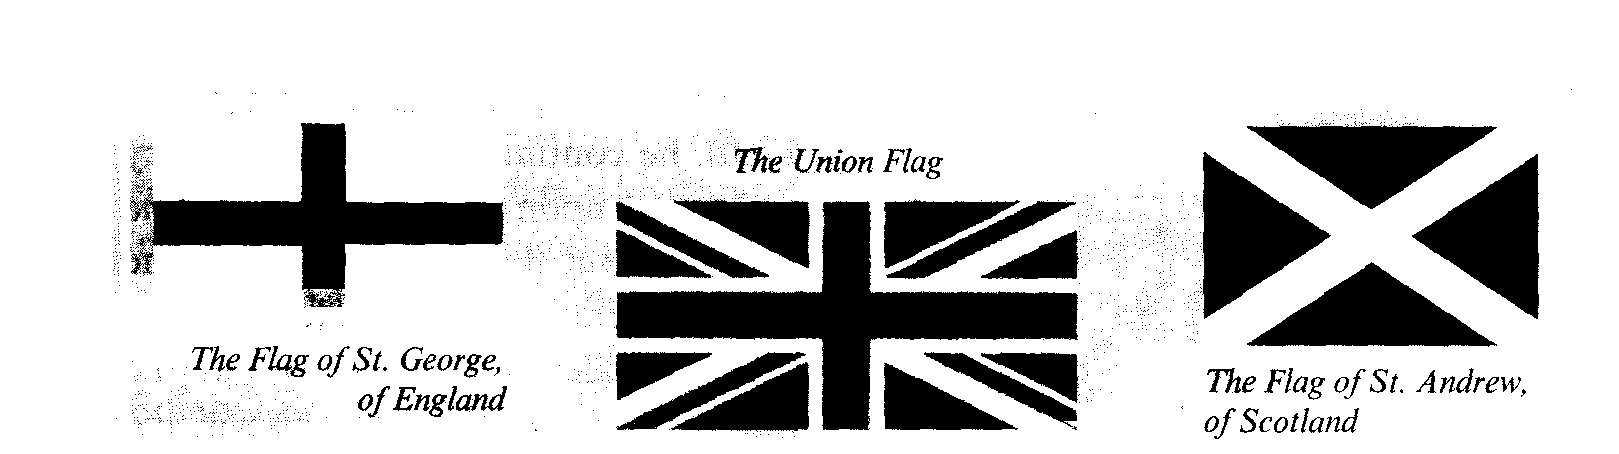 The Union Flag
The Flag of St. George,
of England
The Flag of St. Andrew,
of Scotland